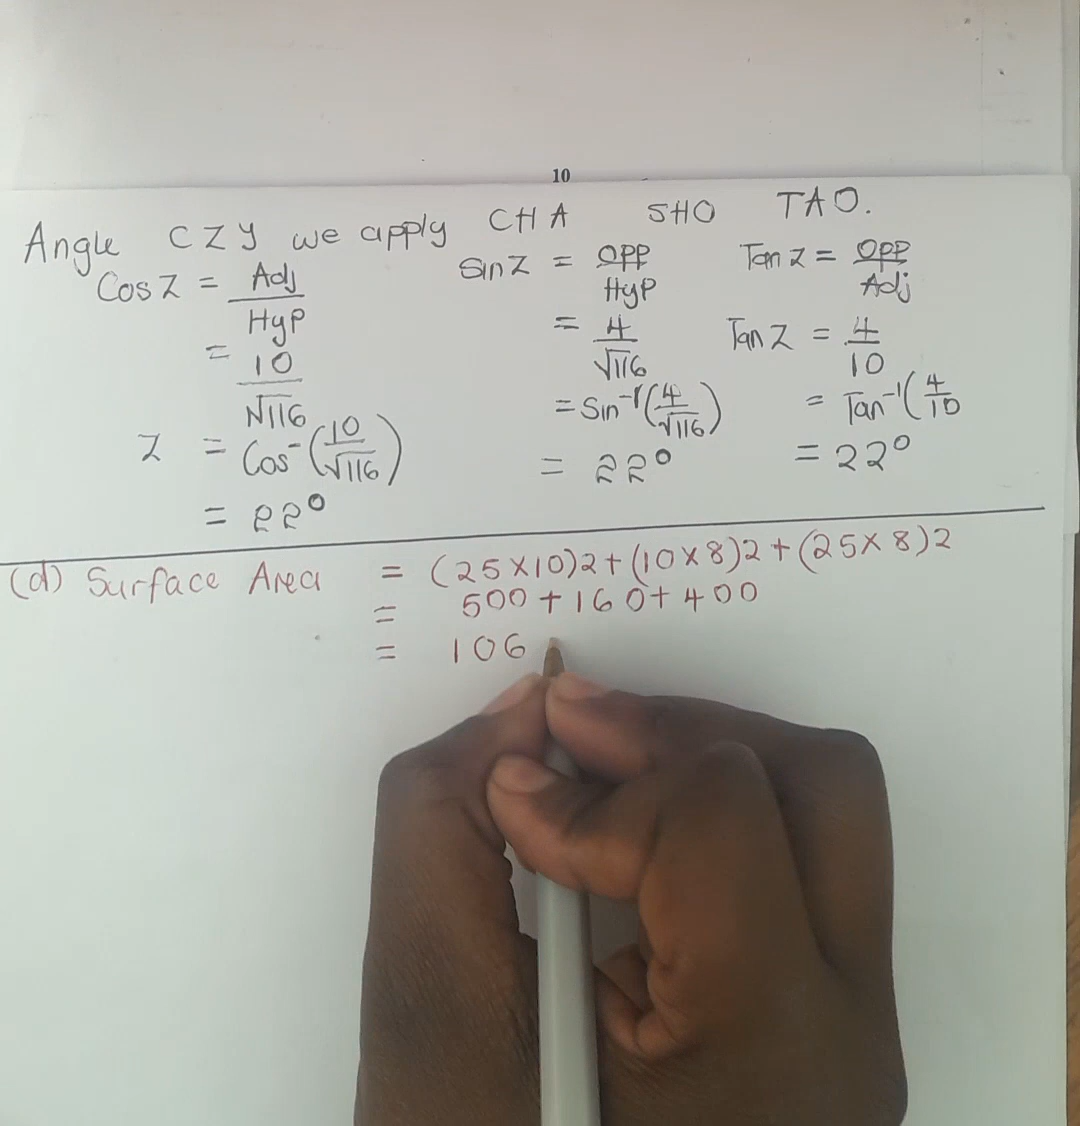 10
Angle CZY we apply CHA SHO TAO.
Cos Z = Adj/Hyp
= 10/√116
Z = Cos⁻(10/√116)
= 22°
Sin Z = OPP/HyP
= 4/√116
= Sin⁻¹(4/√116)
= 22°
Tan Z = OPP/Adj
Tan Z = 4/10
= Tan⁻¹(4/10
= 22°
(d) Surface Area = (25×10)2+(10×8)2+(25×8)2
= 500+160+400
= 106